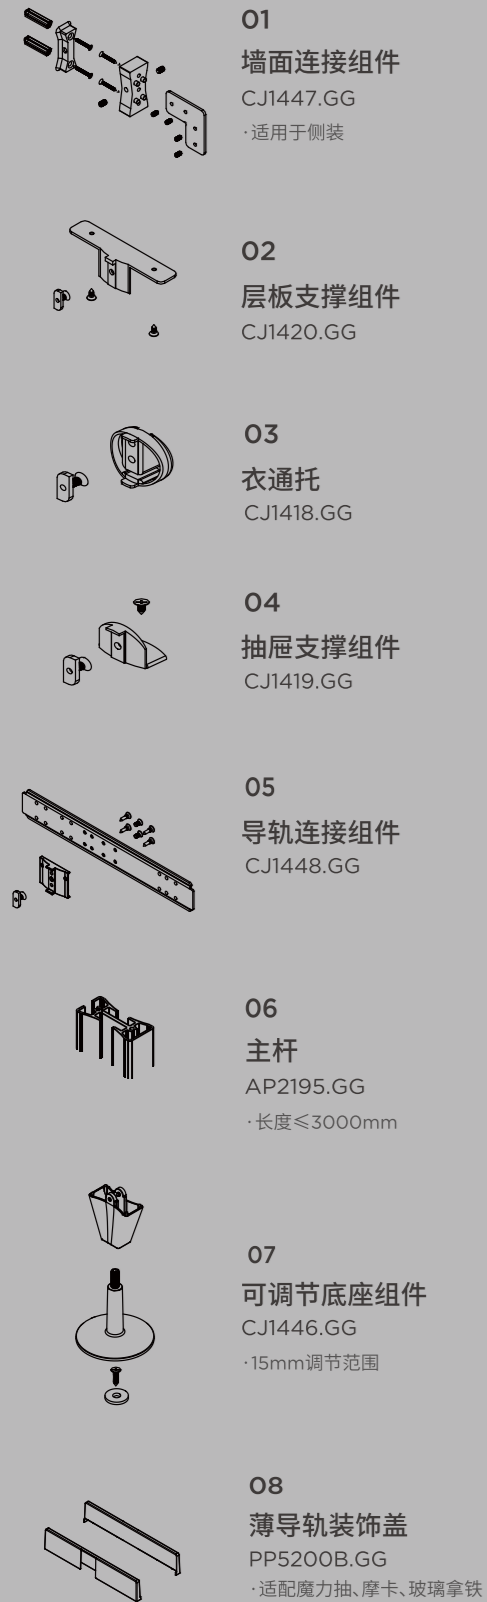 01
墙面连接组件
CJ1447.GG
·适用于侧装
02
层板支撑组件
CJ1420.GG
03
衣通托
CJ1418.GG
04
抽屉支撑组件
CJ1419.GG
05
导轨连接组件
CJ1448.GG
06
主杆
AP2195.GG
·长度≤3000mm
07
可调节底座组件
CJ1446.GG
·15mm调节范围
08
薄导轨装饰盖
PP5200B.GG
·适配魔力抽、摩卡、玻璃拿铁